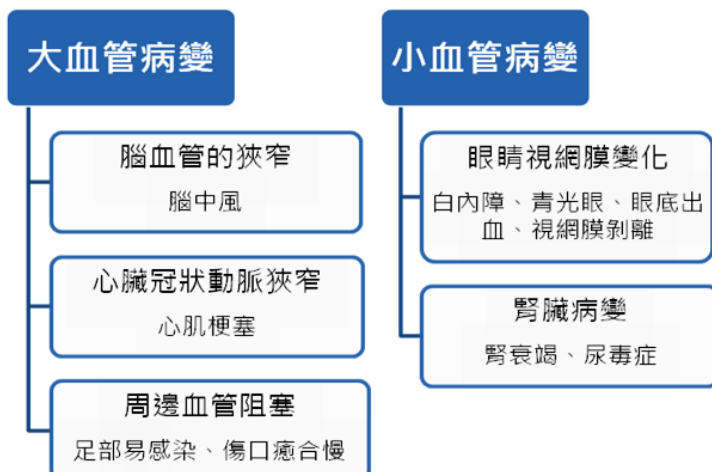 大血管病變
腦血管的狹窄
腦中風
心臟冠狀動脈狹窄
心肌梗塞
周邊血管阻塞
足部易感染、傷口癒合慢
小血管病變
眼睛視網膜變化
白內障、青光眼、眼底出
血、視網膜剝離
腎臟病變
腎衰竭、尿毒症